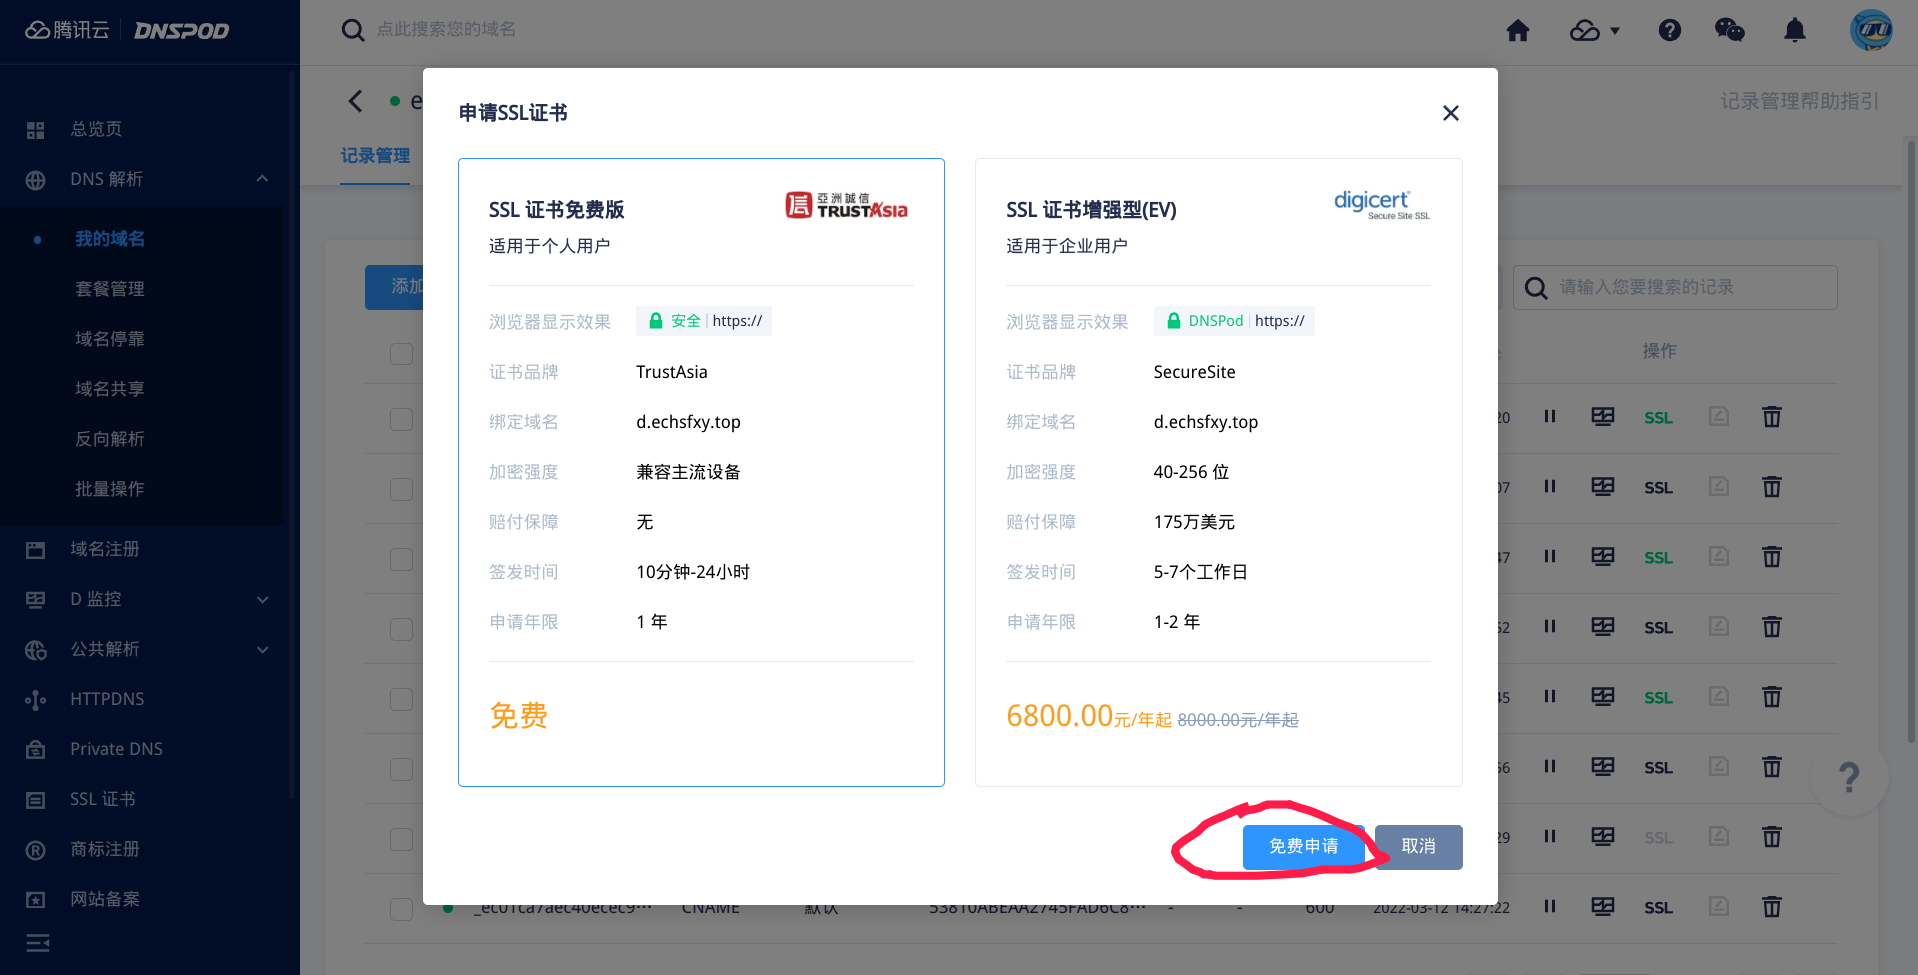 腾讯云 DNSPOD
点此搜索您的域名
总览页
DNS 解析
我的域名
套餐管理
域名停靠
域名共享
反向解析
批量操作
域名注册
D 监控
公共解析
HTTPDNS
Private DNS
SSL 证书
商标注册
网站备案
e
记录管理帮助指引
记录管理
添加
请输入您要搜索的记录
操作
申请SSL证书
SSL 证书免费版
亞洲誠信
TRUSTAsia
适用于个人用户
浏览器显示效果 安全 https://
证书品牌 TrustAsia
绑定域名 d.echsfxy.top
加密强度 兼容主流设备
赔付保障 无
签发时间 10分钟-24小时
申请年限 1 年
免费
SSL 证书增强型(EV)
digicert
Secure Site SSL
适用于企业用户
浏览器显示效果 DNSPod https://
证书品牌 SecureSite
绑定域名 d.echsfxy.top
加密强度 40-256 位
赔付保障 175万美元
签发时间 5-7个工作日
申请年限 1-2 年
6800.00元/年起 8000.00元/年起
免费申请
取消
20 SSL
07 SSL
47 SSL
52 SSL
45 SSL
56 SSL
29 SSL
_ec01ca7aec40ecec9··· CNAME 默认 53810ABEAA2745FAD6C8··· - - 600 2022-03-12 14:27:22 SSL
?